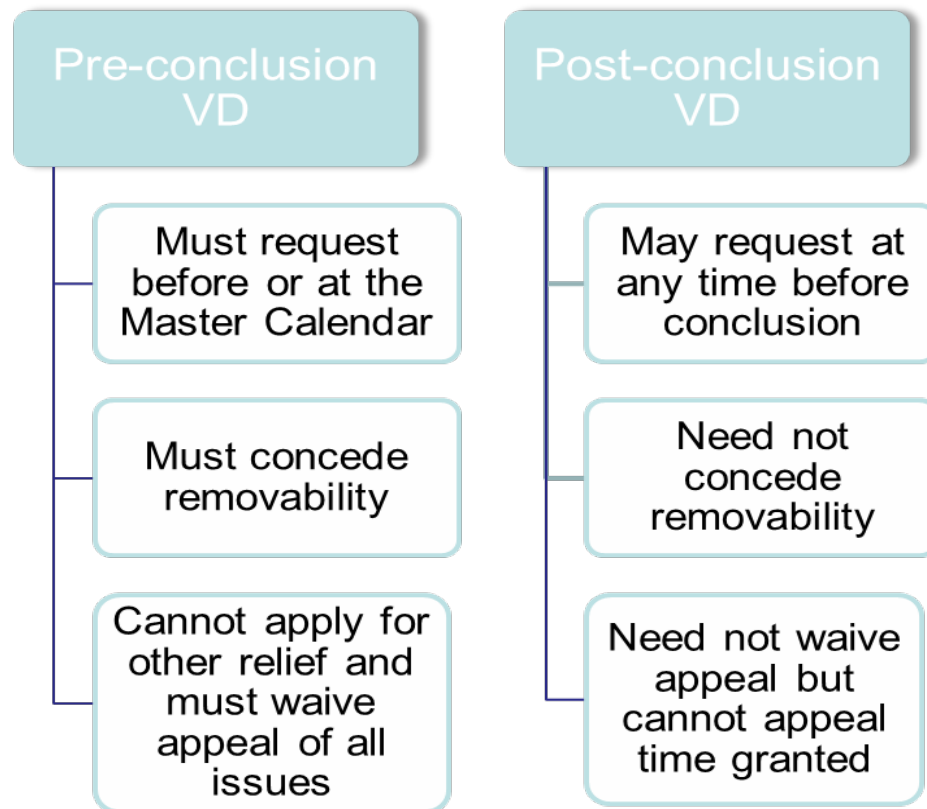 Pre-conclusion
VD
Must request
before or at the
Master Calendar
Must concede
removability
Cannot apply for
other relief and
must waive
appeal of all
issues
Post-conclusion
VD
May request at
any time before
conclusion
Need not
concede
removability
Need not waive
appeal but
cannot appeal
time granted